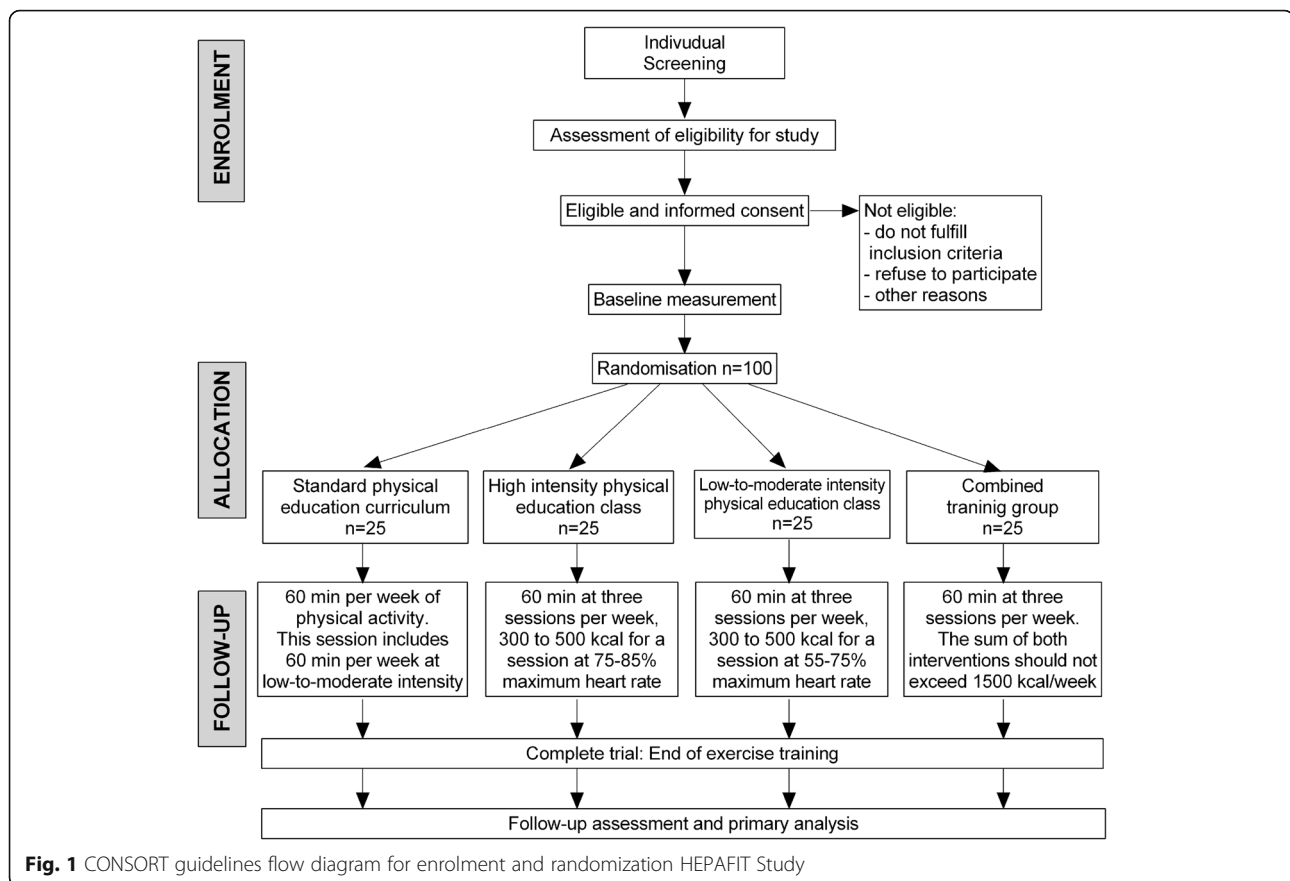 ENROLMENT
Indivudual
Screening
Assessment of eligibility for study
Eligible and informed consent
Not eligible:
- do not fulfill
inclusion criteria
- refuse to participate
- other reasons
Baseline measurement
ALLOCATION
Randomisation n=100
Standard physical
education curriculum
n=25
High intensity physical
education class
n=25
Low-to-moderate intensity
physical education class
n=25
Combined
traninig group
n=25
FOLLOW-UP
60 min per week of
physical activity.
This session includes
60 min per week at
low-to-moderate intensity
60 min at three
sessions per week,
300 to 500 kcal for a
session at 75-85%
maximum heart rate
60 min at three
sessions per week,
300 to 500 kcal for a
session at 55-75%
maximum heart rate
60 min at three
sessions per week.
The sum of both
interventions should not
exceed 1500 kcal/week
Complete trial: End of exercise training
Follow-up assessment and primary analysis
Fig. 1 CONSORT guidelines flow diagram for enrolment and randomization HEPAFIT Study